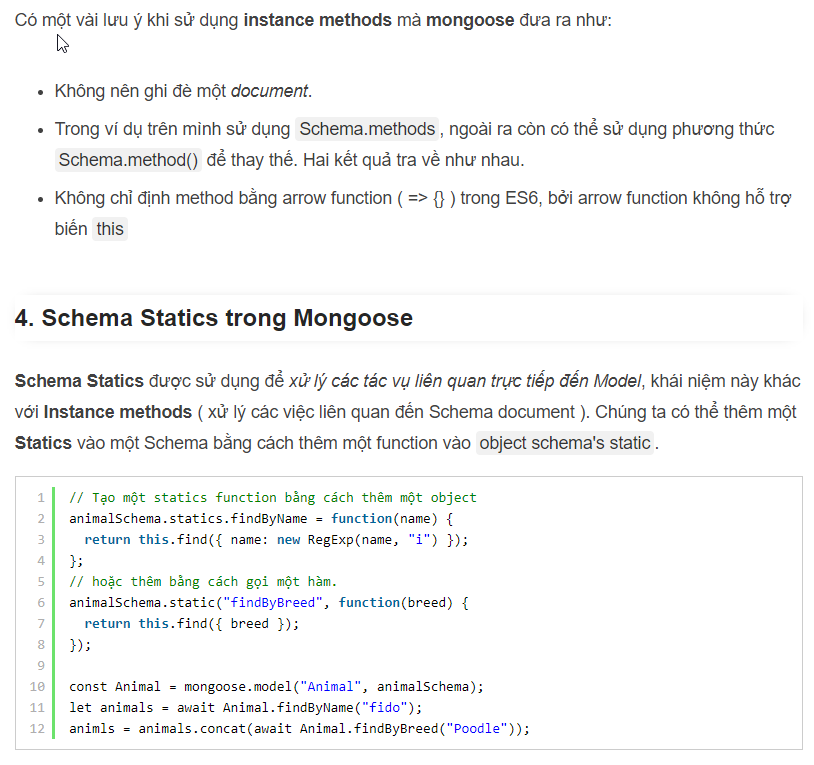 Có một vài lưu ý khi sử dụng instance methods mà mongoose đưa ra như:
Không nên ghi đè một document.
Trong ví dụ trên mình sử dụng Schema.methods , ngoài ra còn có thể sử dụng phương thức
Schema.method() để thay thế. Hai kết quả tra về như nhau.
Không chỉ định method bằng arrow function ( => {} ) trong ES6, bởi arrow function không hỗ trợ
biến this
4. Schema Statics trong Mongoose
Schema Statics được sử dụng để xử lý các tác vụ liên quan trực tiếp đến Model, khái niệm này khác
với Instance methods ( xử lý các việc liên quan đến Schema document ). Chúng ta có thể thêm một
Statics vào một Schema bằng cách thêm một function vào object schema's static .
1 // Tạo một statics function bằng cách thêm một object
2 animalSchema.statics.findByName = function(name) {
3 return this.find({ name: new RegExp(name, "i") });
4 };
5 // hoặc thêm bằng cách gọi một hàm.
6 animalSchema.static("findByBreed", function(breed) {
7 return this.find({ breed });
8 });
9
10 const Animal = mongoose.model("Animal", animalSchema);
11 let animals = await Animal.findByName("fido");
12 animls = animals.concat(await Animal.findByBreed("Poodle"));